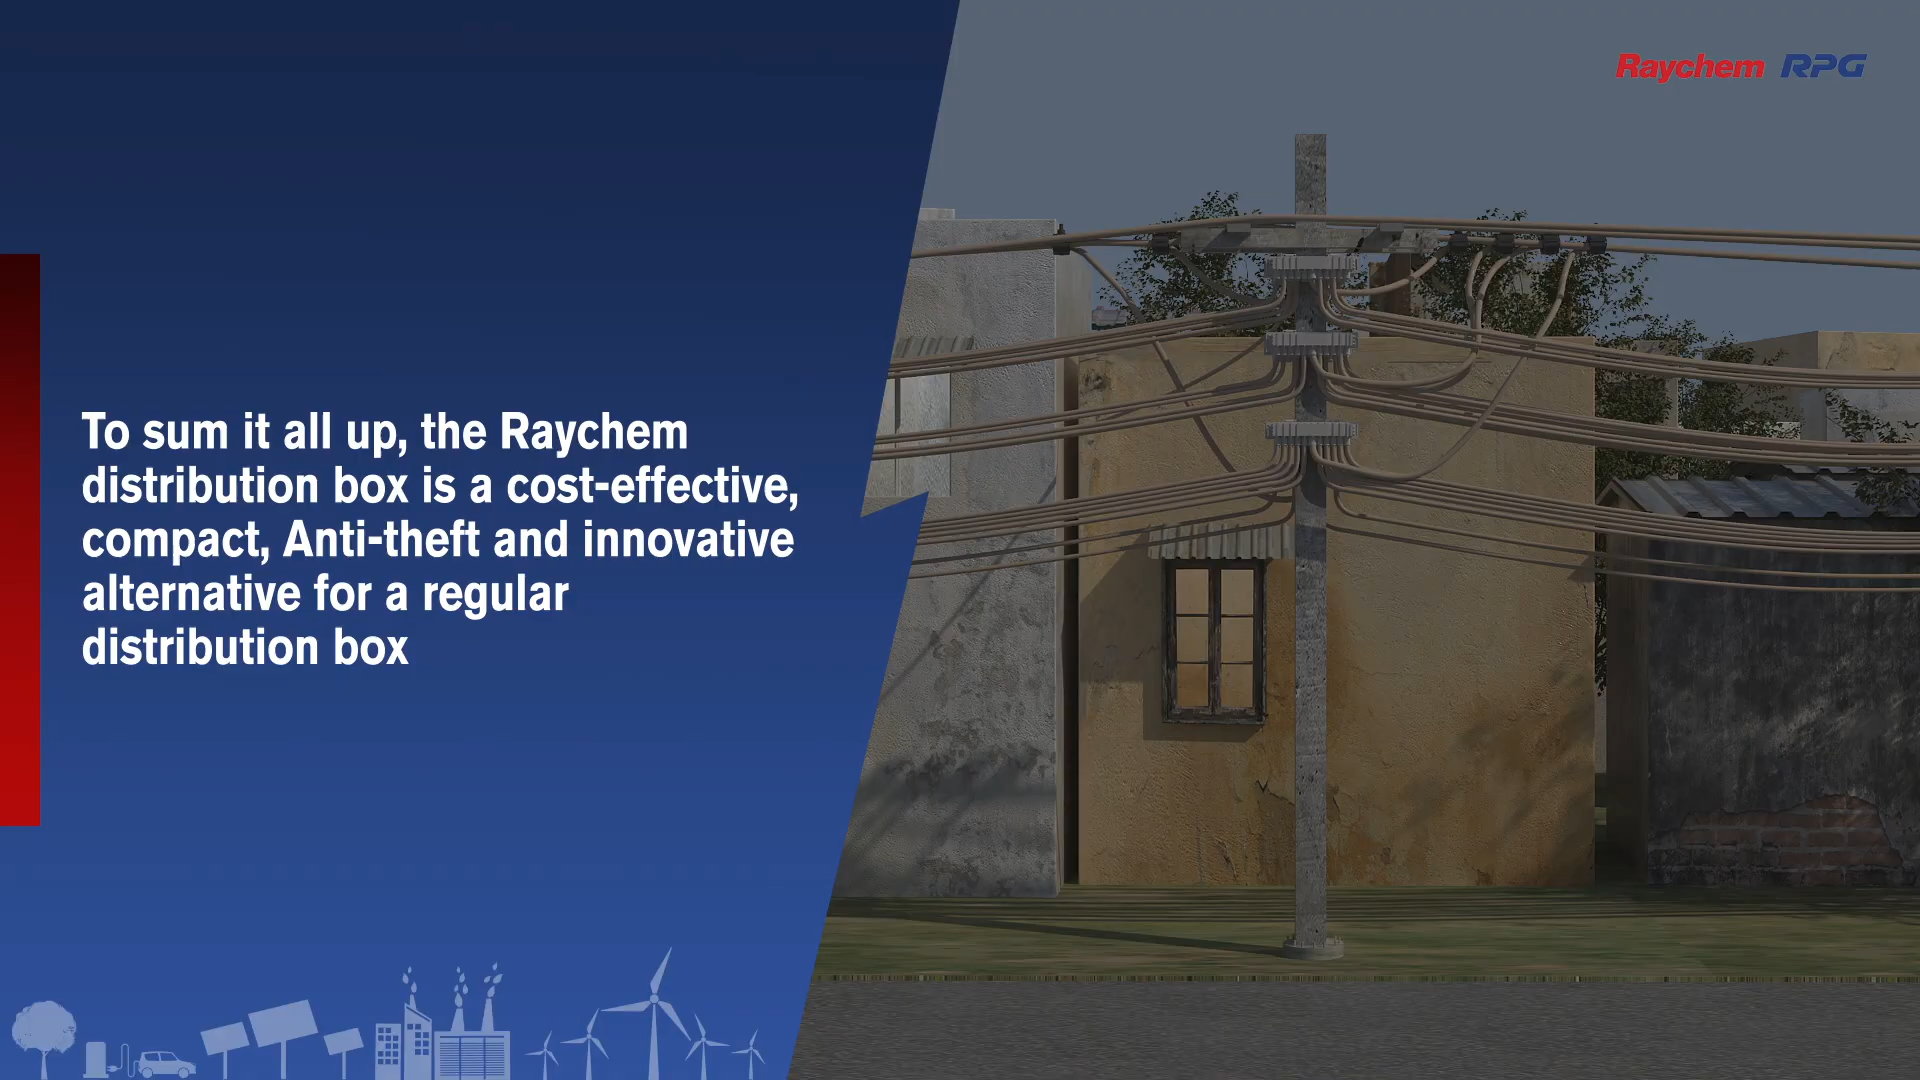 Raychem RPG
To sum it all up, the Raychem
distribution box is a cost-effective,
compact, Anti-theft and innovative
alternative for a regular
distribution box